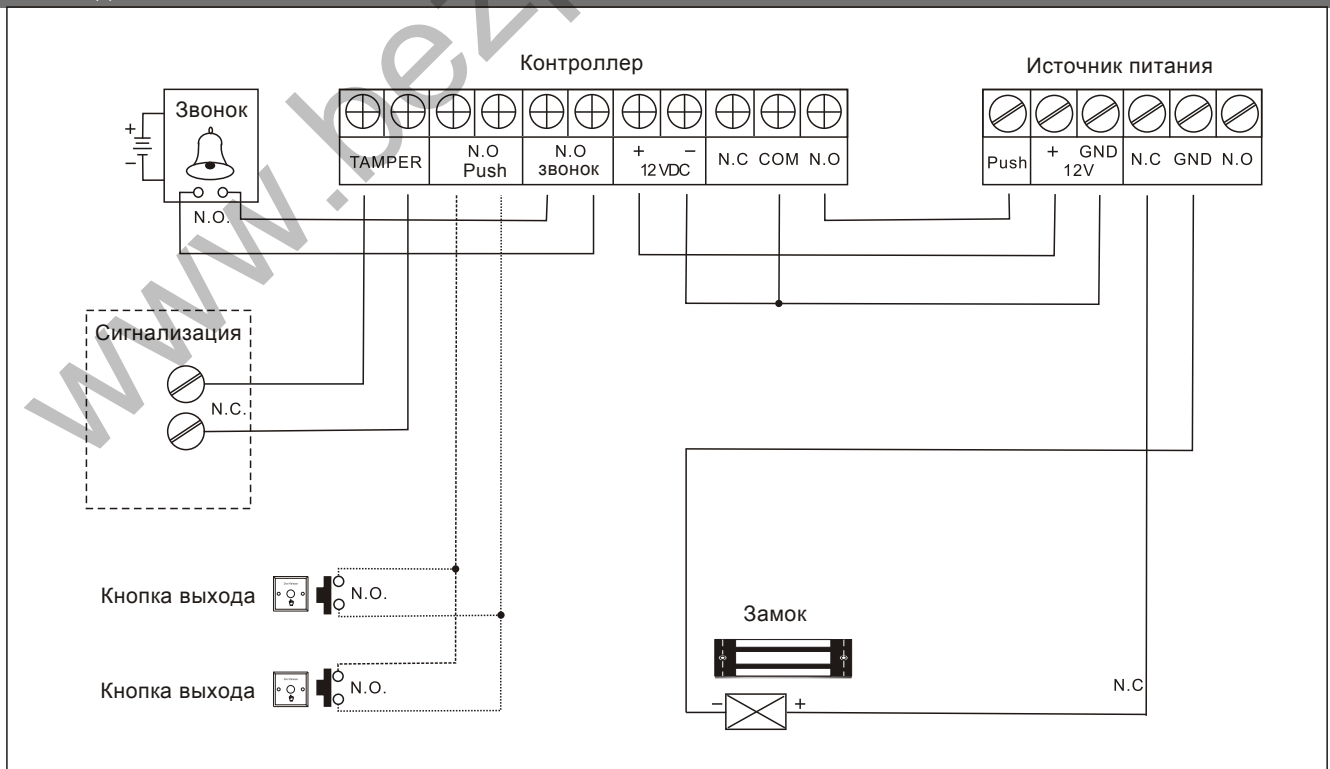 Контроллер
Источник питания
Звонок
+
−
N.O.
TAMPER
N.O
Push
N.O
звонок
+ −
12 VDC
N.C COM N.O
Push
+ GND
12V
N.C GND N.O
Сигнализация
N.C.
Кнопка выхода
N.O.
Кнопка выхода
N.O.
Замок
− +
N.C